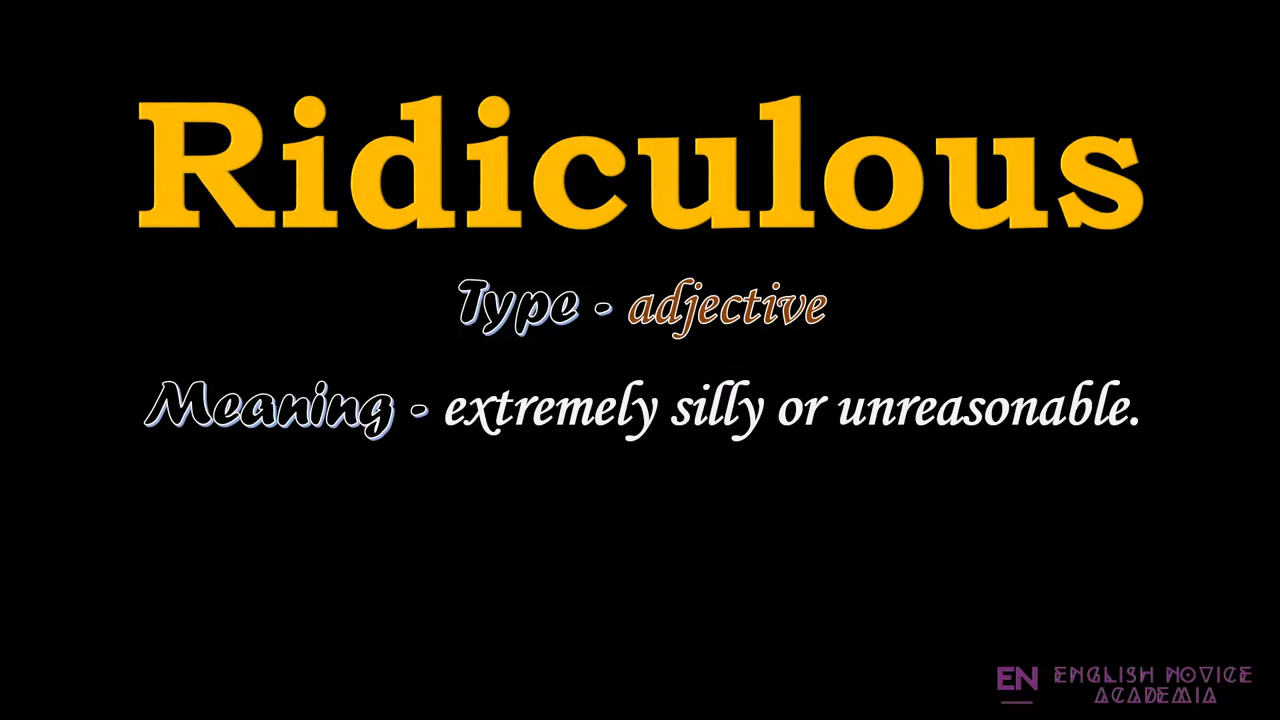 Ridiculous
Type - adjective
Meaning - extremely silly or unreasonable.
EN ENGLISH NOVICE
ACADEMIA